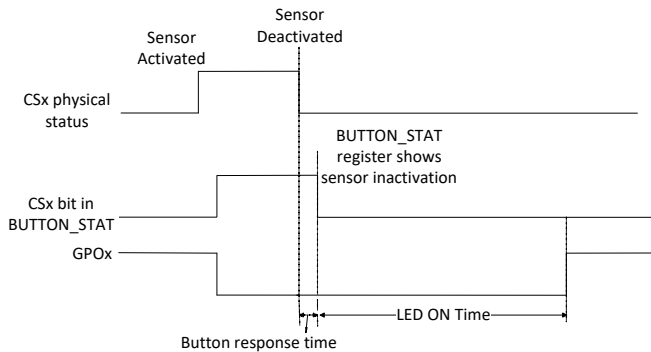 Sensor
Deactivated
Sensor
Activated
CSx physical
status
BUTTON_STAT
register shows
sensor inactivation
CSx bit in
BUTTON_STAT
GPOx
LED ON Time
Button response time